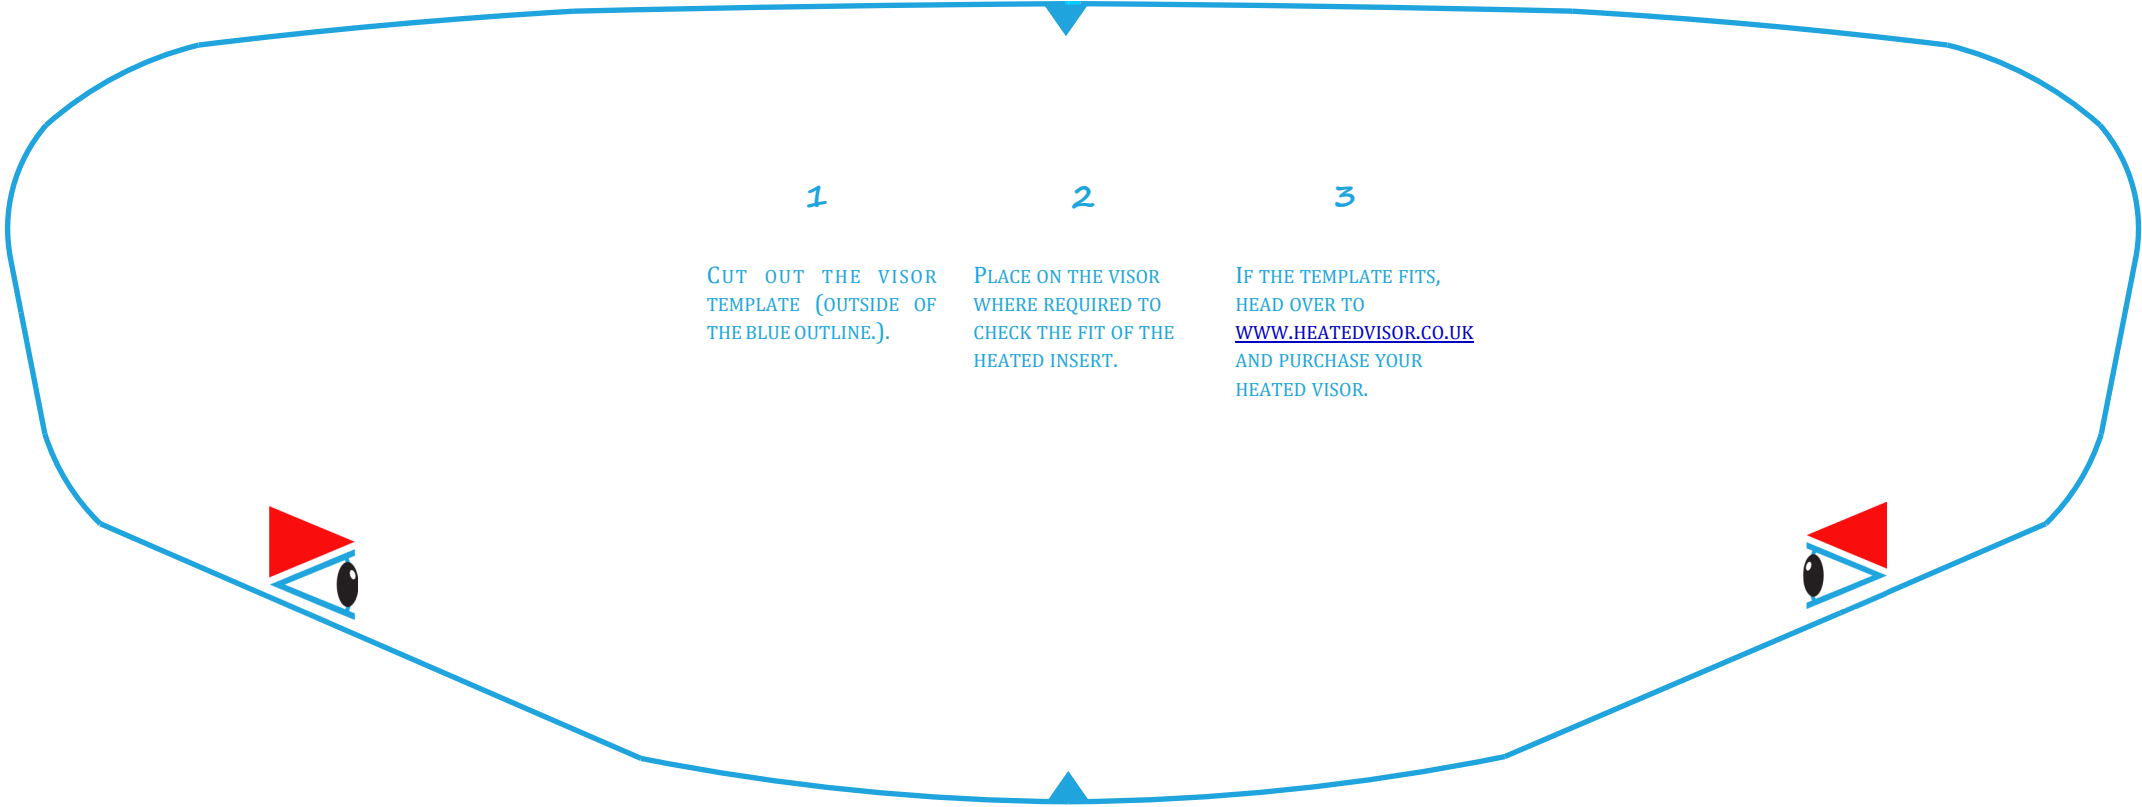 1
CUT OUT THE VISOR
TEMPLATE (OUTSIDE OF
THE BLUE OUTLINE.).
2
PLACE ON THE VISOR
WHERE REQUIRED TO
CHECK THE FIT OF THE
HEATED INSERT.
3
IF THE TEMPLATE FITS,
HEAD OVER TO
WWW.HEATEDVISOR.CO.UK
AND PURCHASE YOUR
HEATED VISOR.